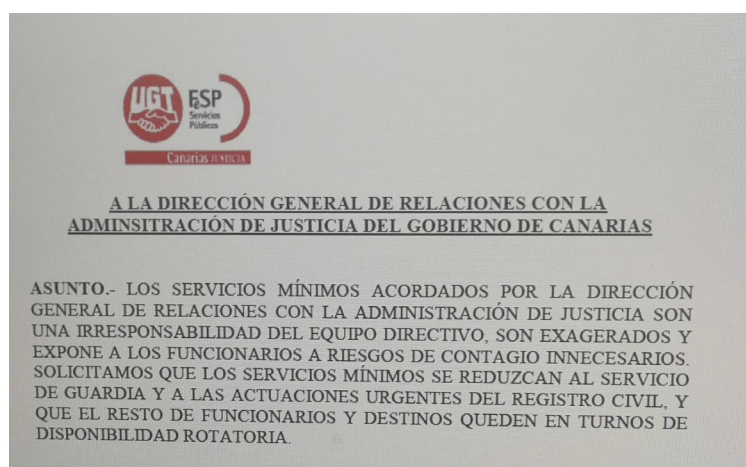 UGT
FeSP
Servicios
Públicos
Canarias JUSTICIA
A LA DIRECCIÓN GENERAL DE RELACIONES CON LA
ADMINSITRACIÓN DE JUSTICIA DEL GOBIERNO DE CANARIAS
ASUNTO.- LOS SERVICIOS MÍNIMOS ACORDADOS POR LA DIRECCIÓN
GENERAL DE RELACIONES CON LA ADMINISTRACIÓN DE JUSTICIA SON
UNA IRRESPONSABILIDAD DEL EQUIPO DIRECTIVO, SON EXAGERADOS Y
EXPONE A LOS FUNCIONARIOS A RIESGOS DE CONTAGIO INNECESARIOS.
SOLICITAMOS QUE LOS SERVICIOS MÍNIMOS SE REDUZCAN AL SERVICIO
DE GUARDIA Y A LAS ACTUACIONES URGENTES DEL REGISTRO CIVIL, Y
QUE EL RESTO DE FUNCIONARIOS Y DESTINOS QUEDEN EN TURNOS DE
DISPONIBILIDAD ROTATORIA.